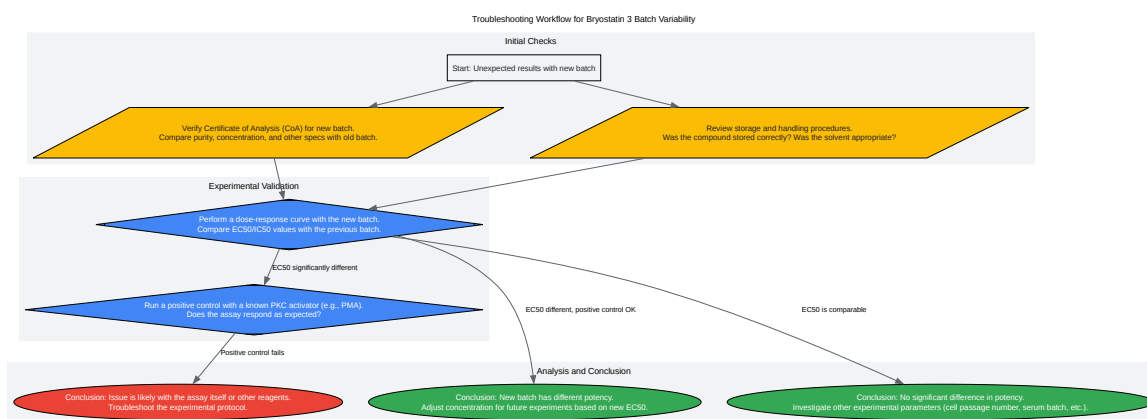 Troubleshooting Workflow for Bryostatin 3 Batch Variability
Initial Checks
Start: Unexpected results with new batch
Verify Certificate of Analysis (CoA) for new batch.
Compare purity, concentration, and other specs with old batch.
Review storage and handling procedures.
Was the compound stored correctly? Was the solvent appropriate?
Experimental Validation
Perform a dose-response curve with the new batch.
Compare EC50/IC50 values with the previous batch.
EC50 significantly different
Run a positive control with a known PKC activator (e.g., PMA).
Does the assay respond as expected?
EC50 different, positive control OK
EC50 is comparable
Positive control fails
Analysis and Conclusion
Conclusion: Issue is likely with the assay itself or other reagents.
Troubleshoot the experimental protocol.
Conclusion: New batch has different potency.
Adjust concentration for future experiments based on new EC50.
Conclusion: No significant difference in potency.
Investigate other experimental parameters (cell passage number, serum batch, etc.).